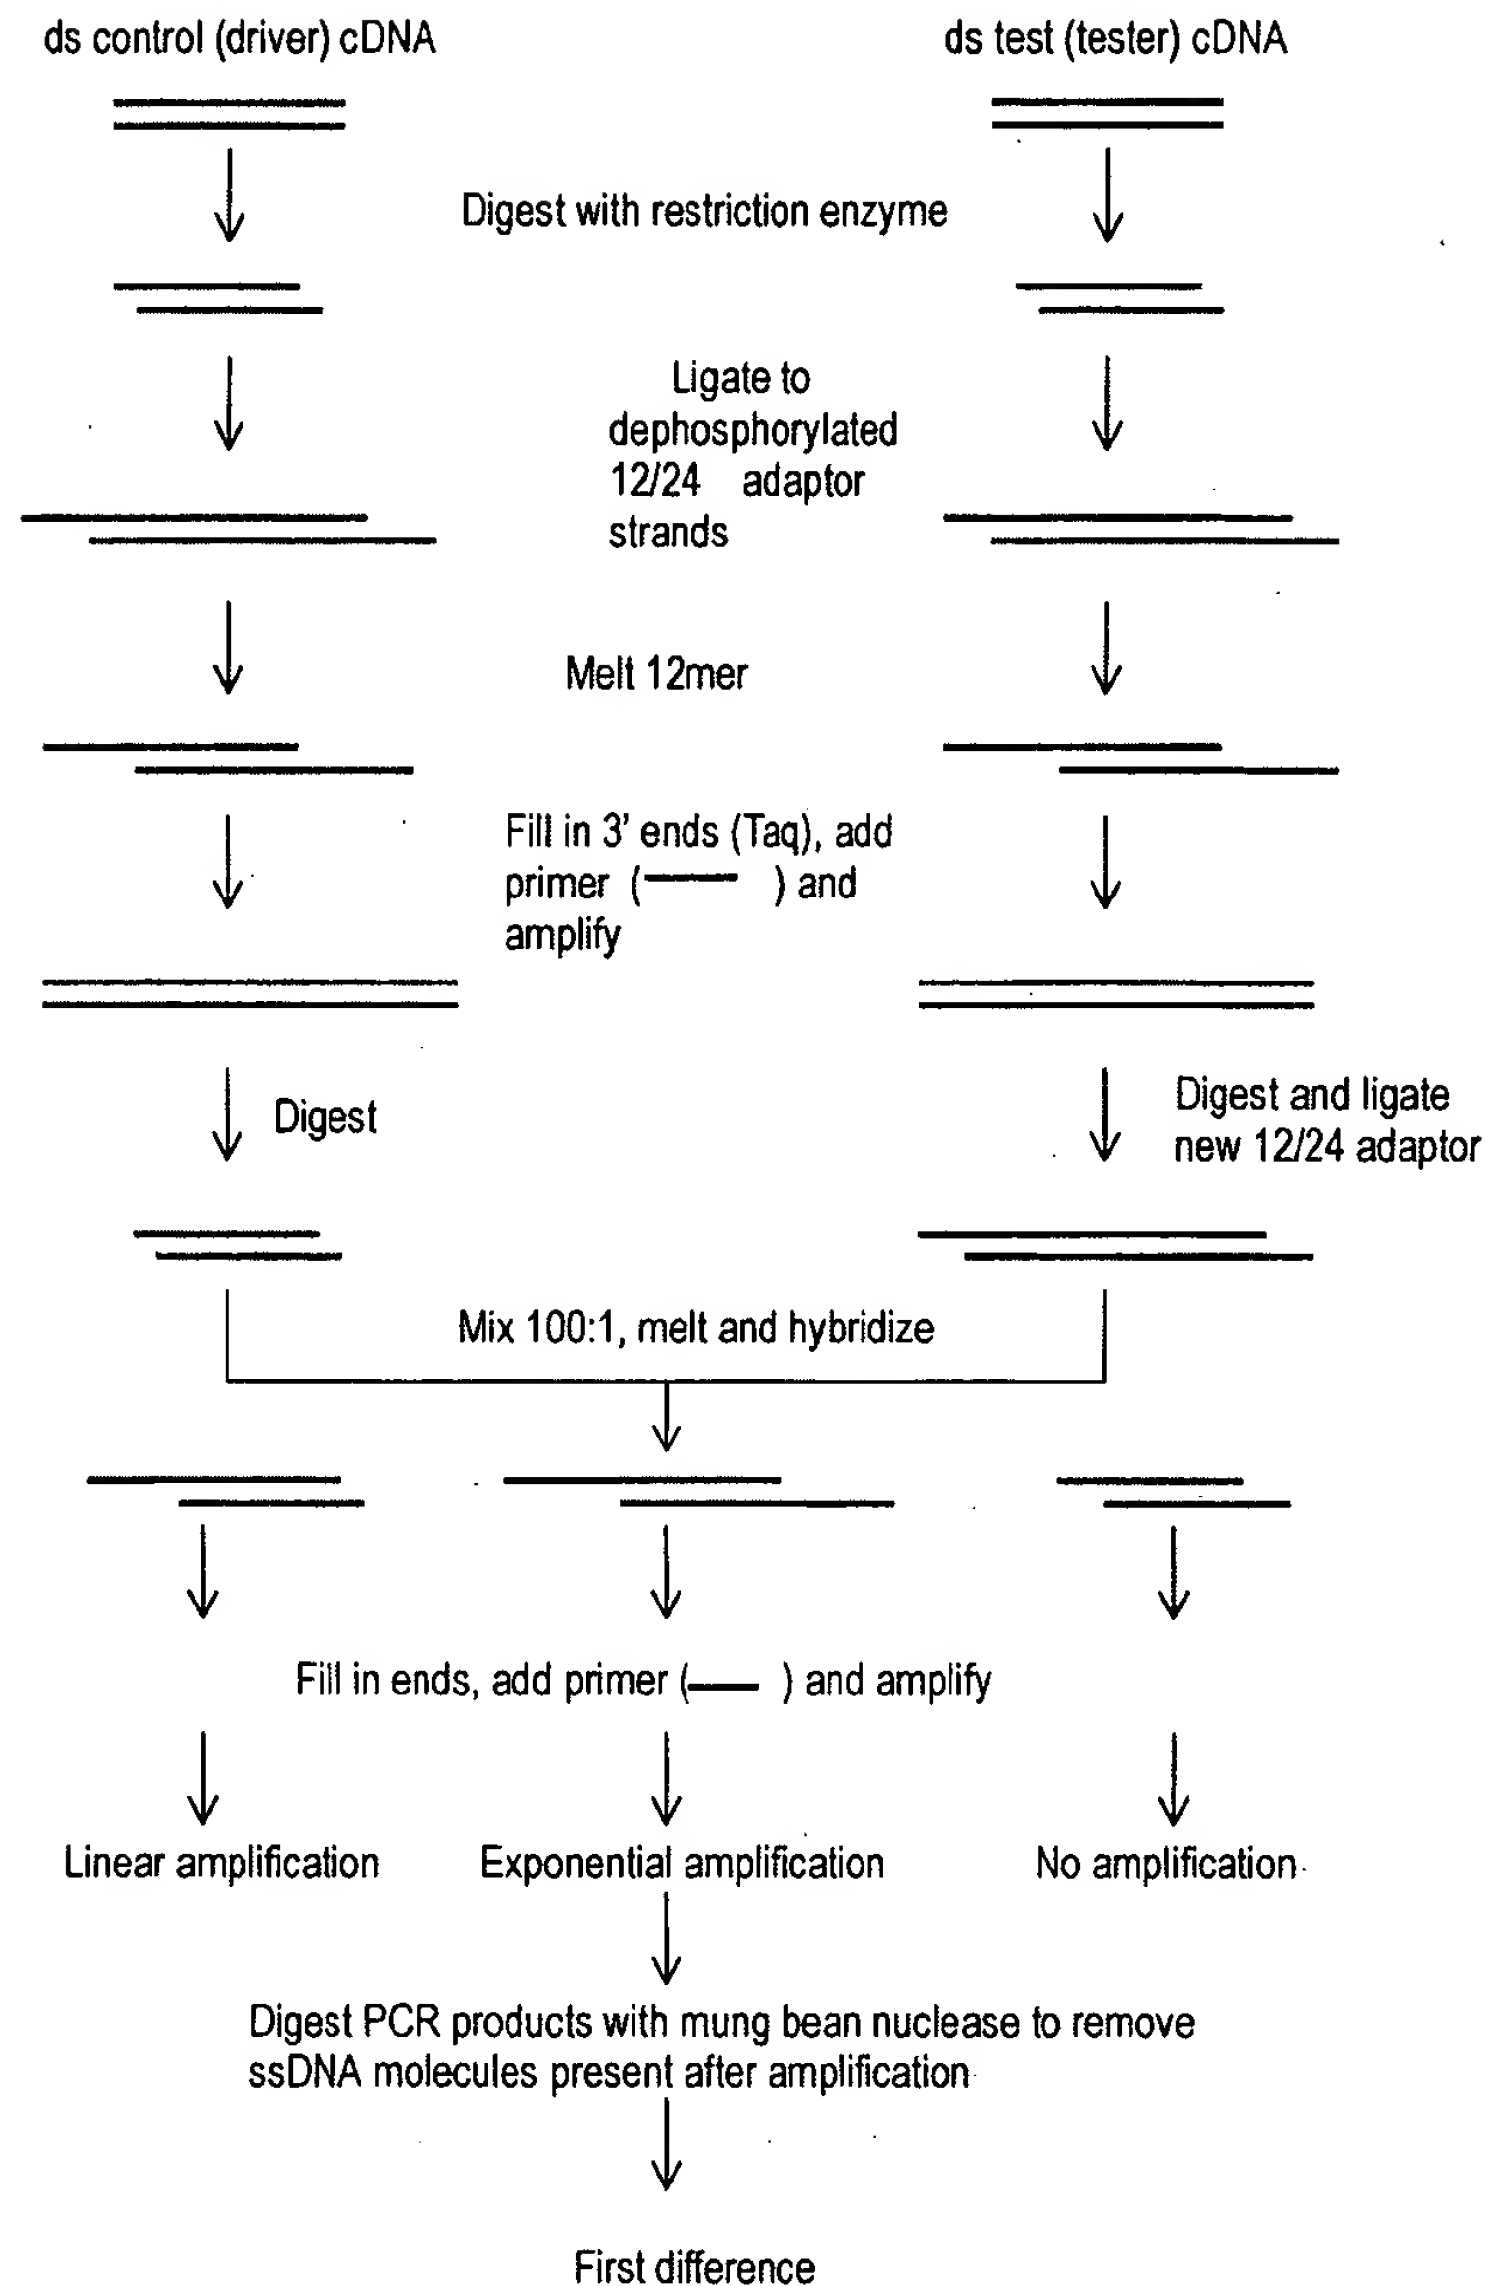 ds control (driver) cDNA
ds test (tester) cDNA
Digest with restriction enzyme
Ligate to
dephosphorylated
12/24 adaptor
strands
Melt 12mer
Fill in 3' ends (Taq), add
primer ( ) and
amplify
Digest
Digest and ligate
new 12/24 adaptor
Mix 100:1, melt and hybridize
Fill in ends, add primer ( ) and amplify
Linear amplification
Exponential amplification
No amplification
Digest PCR products with mung bean nuclease to remove
ssDNA molecules present after amplification
First difference